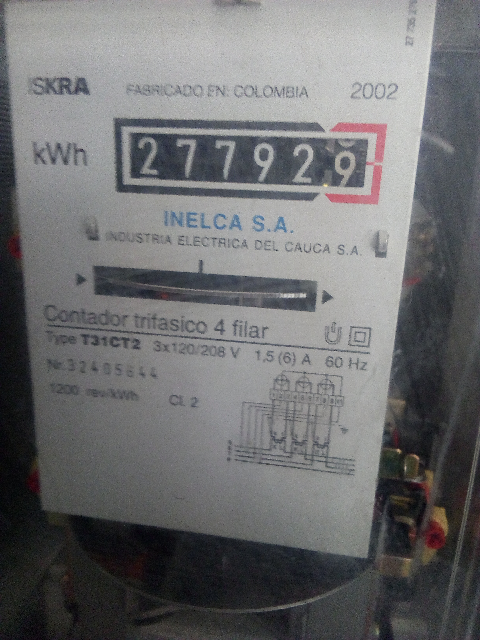 ISKRA FABRICADO EN: COLOMBIA 2002
kWh 277929
INELCA S.A.
INDUSTRIA ELECTRICA DEL CAUCA S.A.
Contador trifasico 4 filar
Type T31CT2 3x120/208 V 1,5 (6) A 60 Hz
Nr. 32405644
1200 rev/kWh Cl. 2